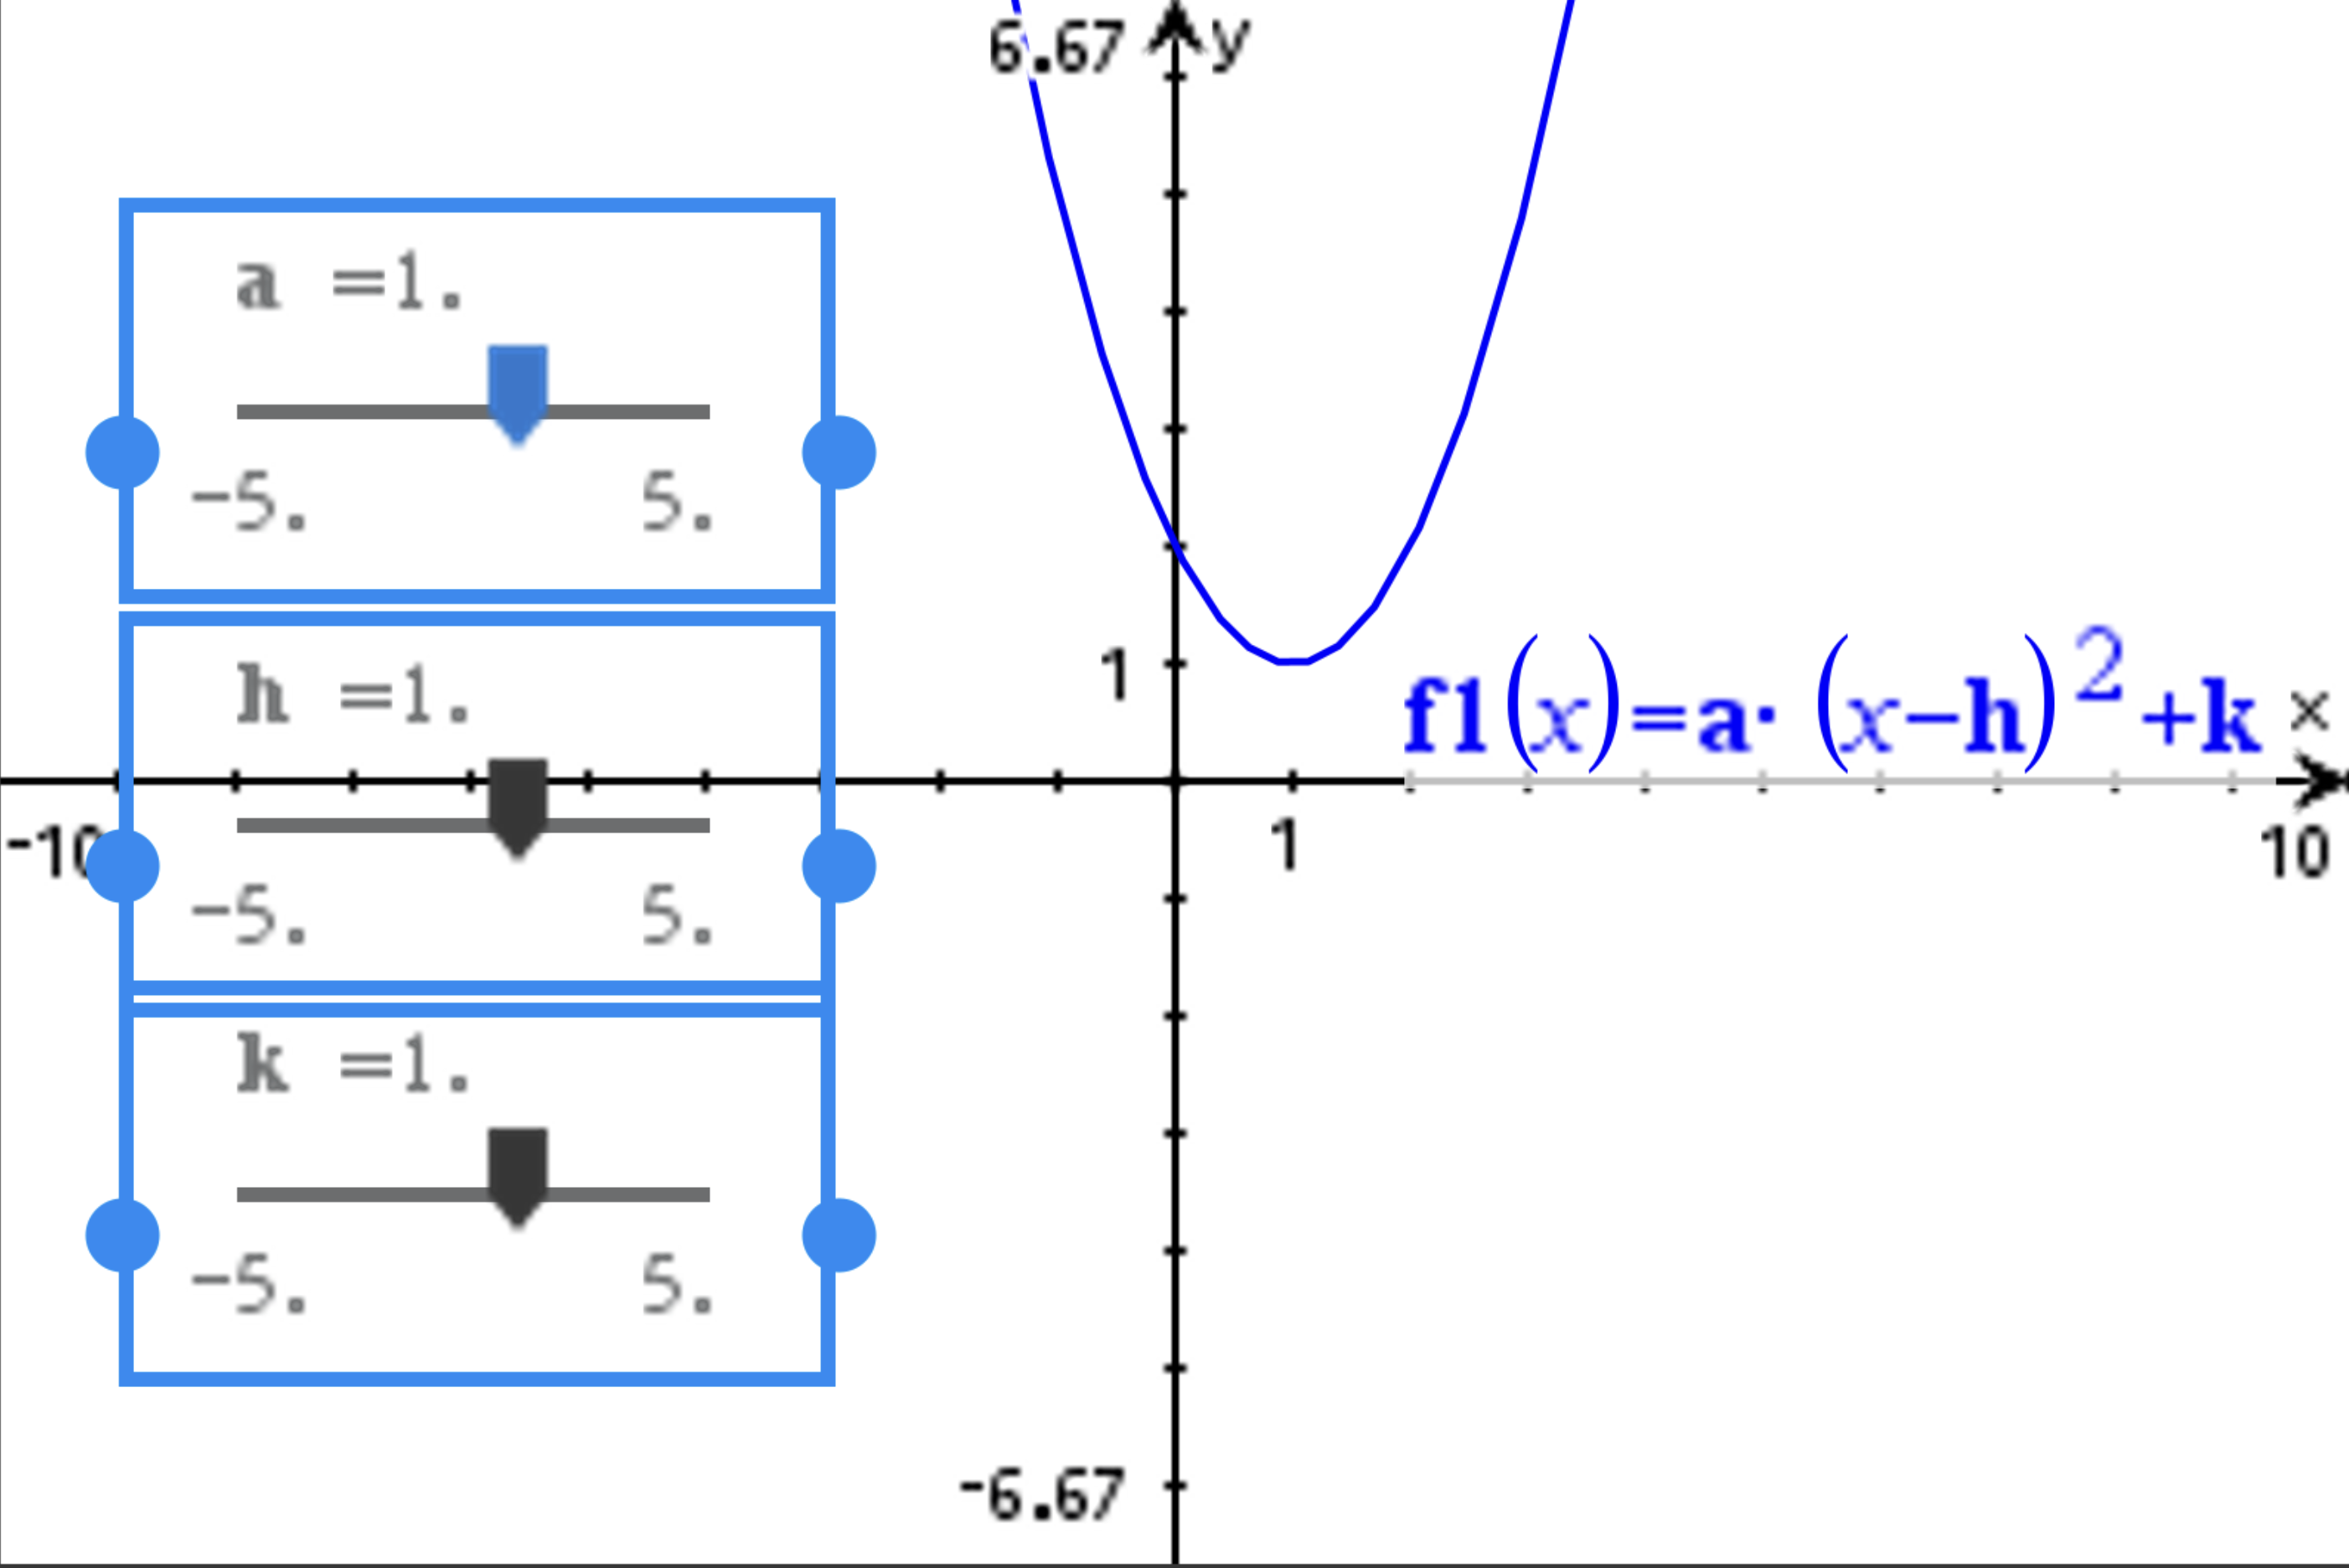 6.67
y
a =1.
-5. 5.
h =1.
1
f1(x)=a· (x-h)²+k
x
-10
1
10
-5. 5.
k =1.
-5. 5.
-6.67